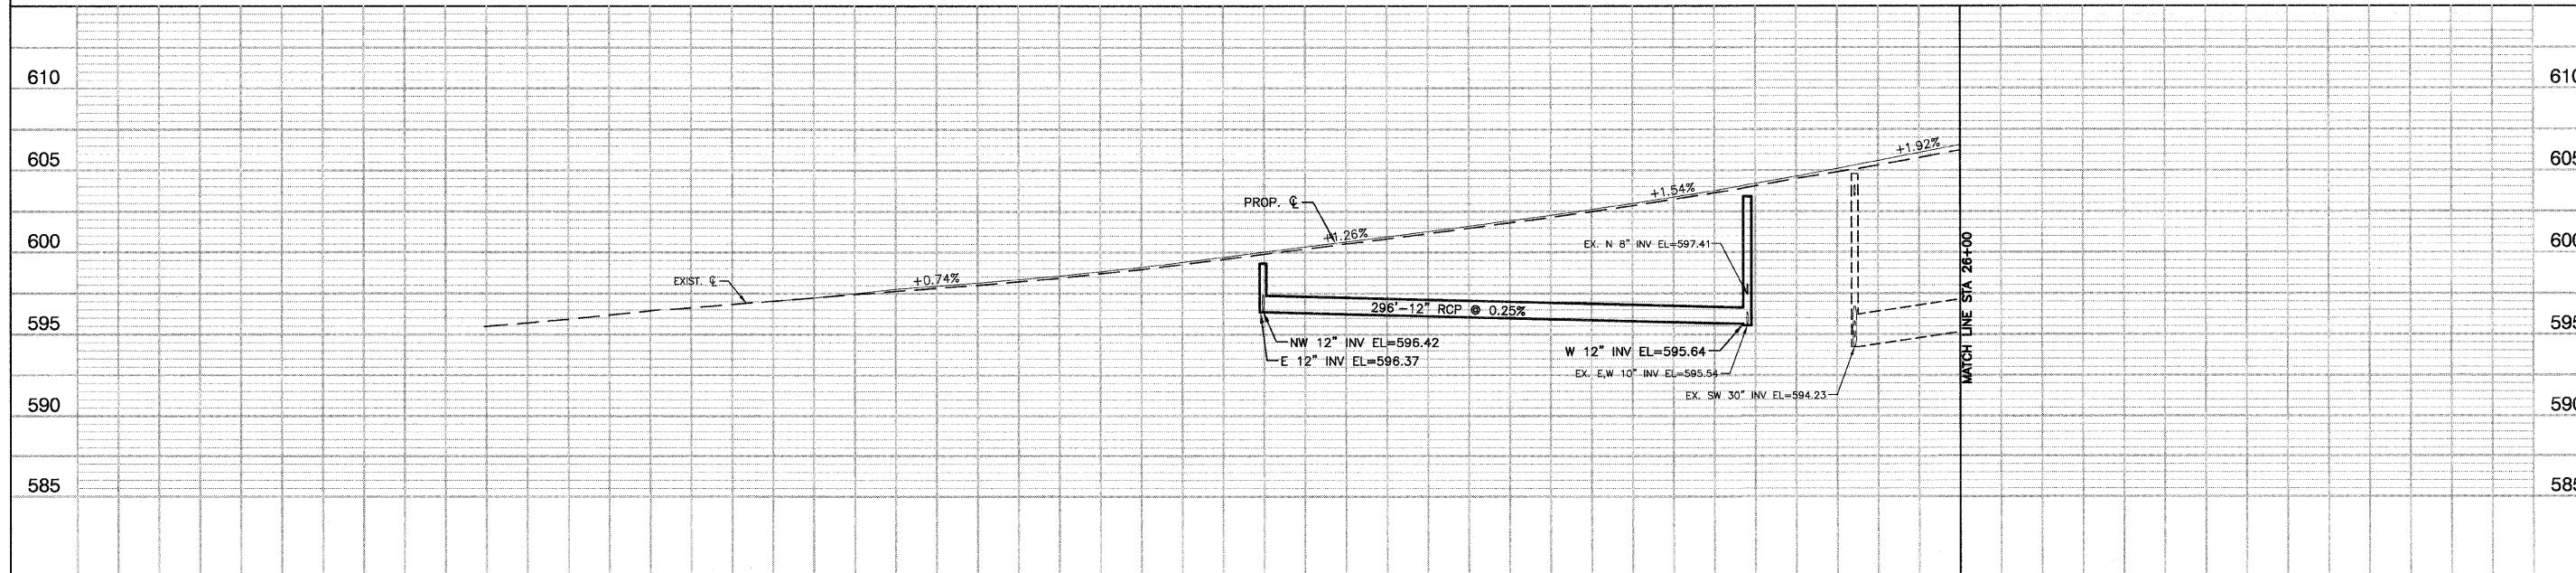 610
610
605
605
600
600
595
595
590
590
585
585
+1.92%
+1.54%
PROP. ℄
+1.26%
EX. N 8" INV EL=597.41
+0.74%
EXIST. ℄
296'-12" RCP @ 0.25%
NW 12" INV EL=596.42
E 12" INV EL=596.37
W 12" INV EL=595.64
EX. E,W 10" INV EL=595.54
EX. SW 30" INV EL=594.23
MATCH LINE STA 26+00